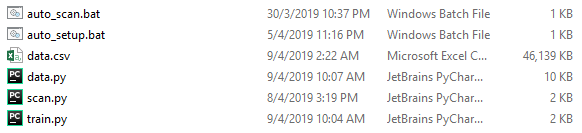 auto_scan.bat 30/3/2019 10:37 PM Windows Batch File 1 KB
auto_setup.bat 5/4/2019 11:16 PM Windows Batch File 1 KB
data.csv 9/4/2019 2:22 AM Microsoft Excel C... 46,139 KB
PC data.py 9/4/2019 10:07 AM JetBrains PyChar... 10 KB
PC scan.py 8/4/2019 3:19 PM JetBrains PyChar... 2 KB
PC train.py 9/4/2019 10:04 AM JetBrains PyChar... 2 KB